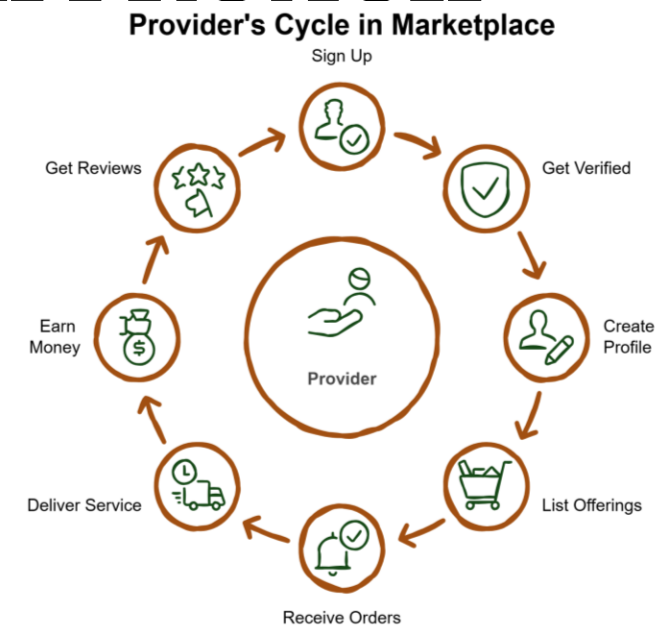 Provider's Cycle in Marketplace
Sign Up
Get Verified
Create
Profile
List Offerings
Receive Orders
Deliver Service
Earn
Money
$
Get Reviews
Provider